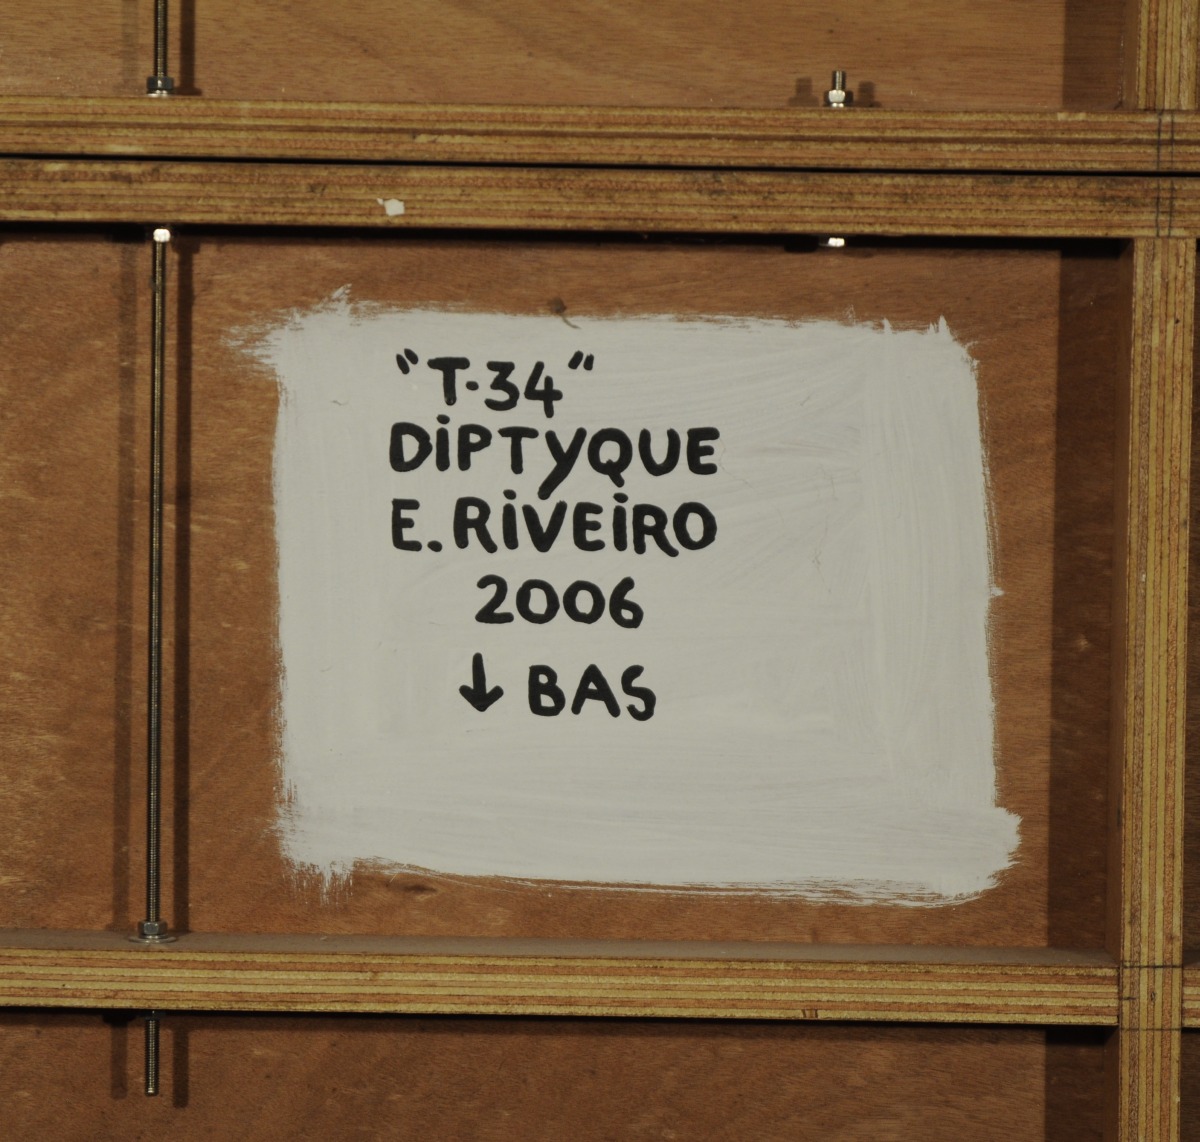 "T-34"
DiPTYQUE
E. RiVEiRO
2006
↓ BAS